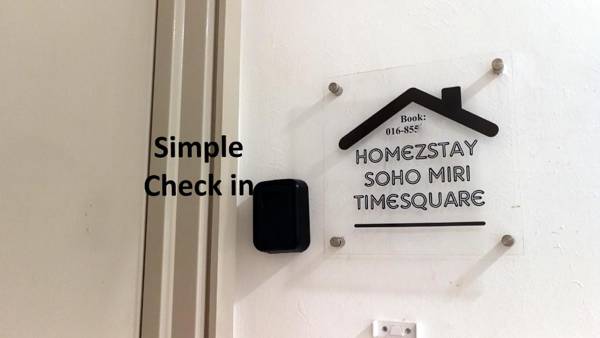 Simple
Check in
Book:
016-855
HOMEZSTAY
SOHO MIRI
TIMESQUARE